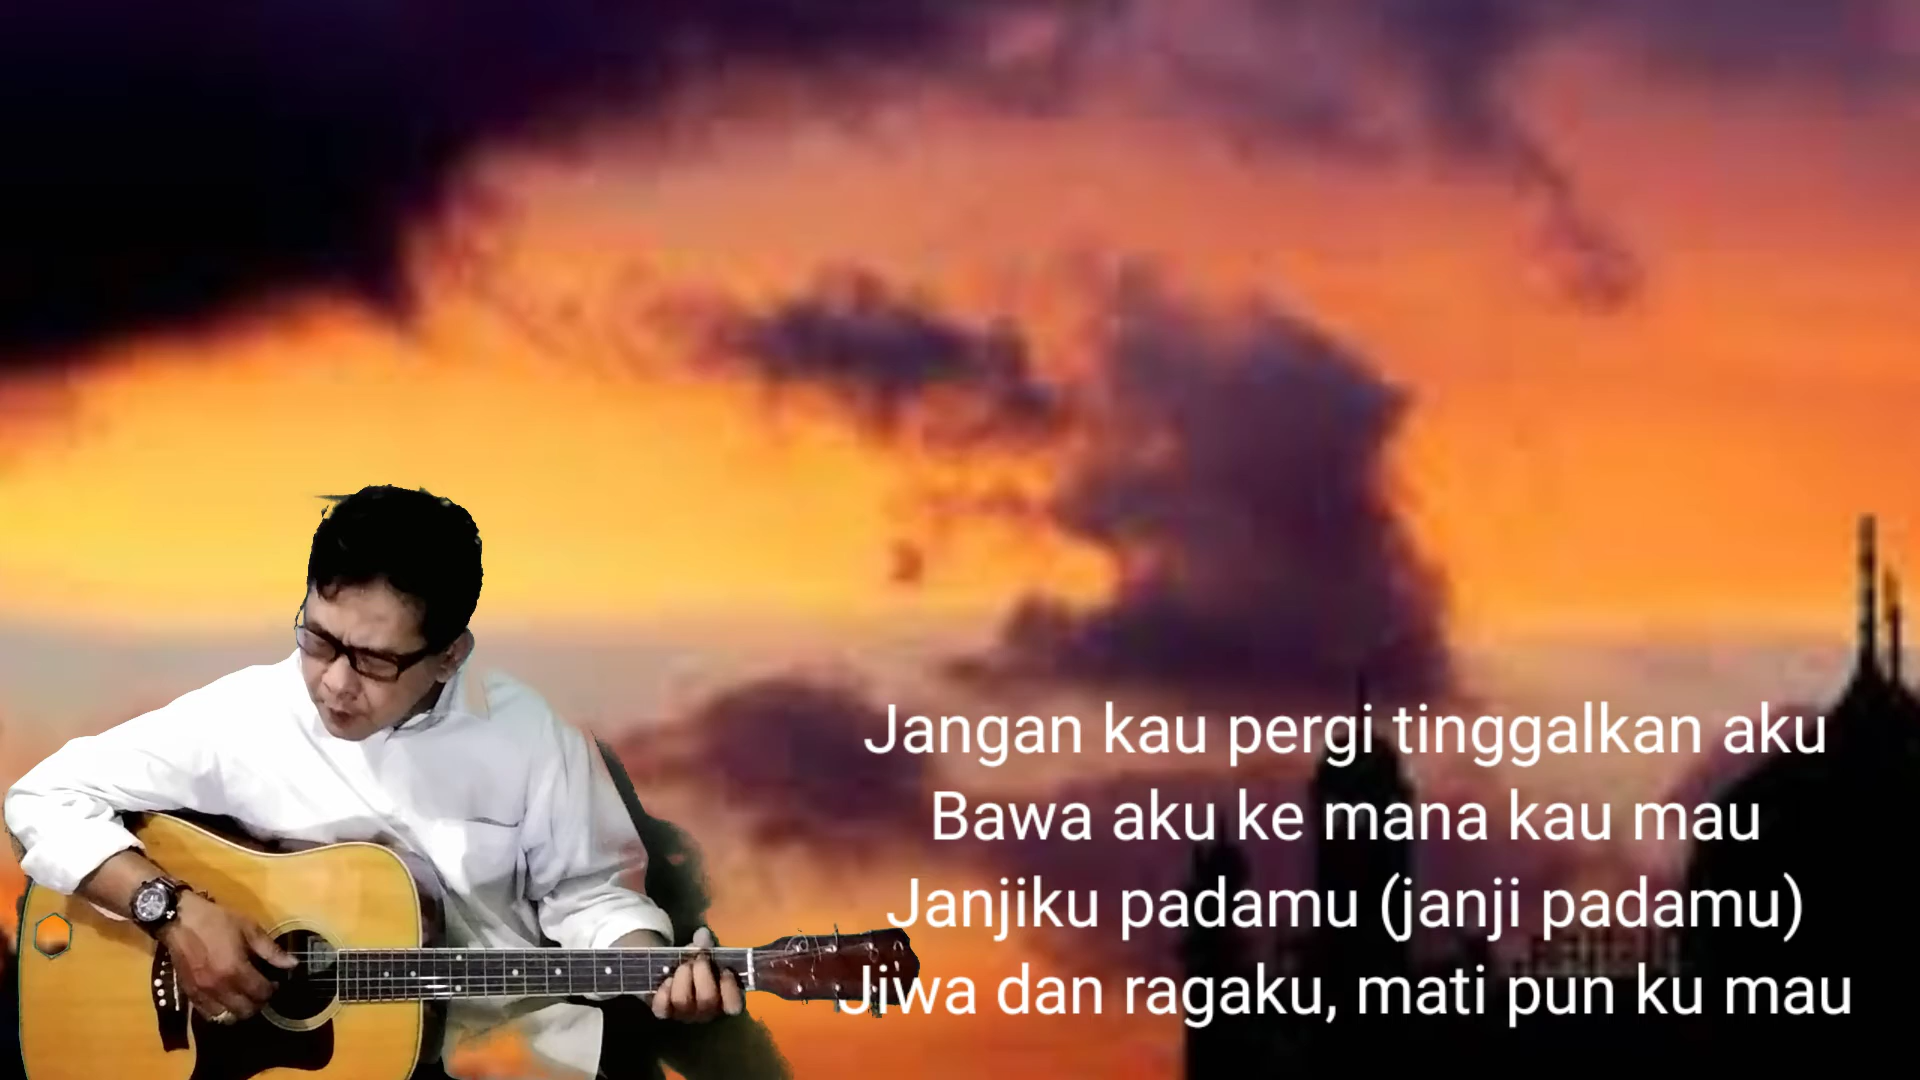 Jangan kau pergi tinggalkan aku
Bawa aku ke mana kau mau
Janjiku padamu (janji padamu)
Jiwa dan ragaku, mati pun ku mau